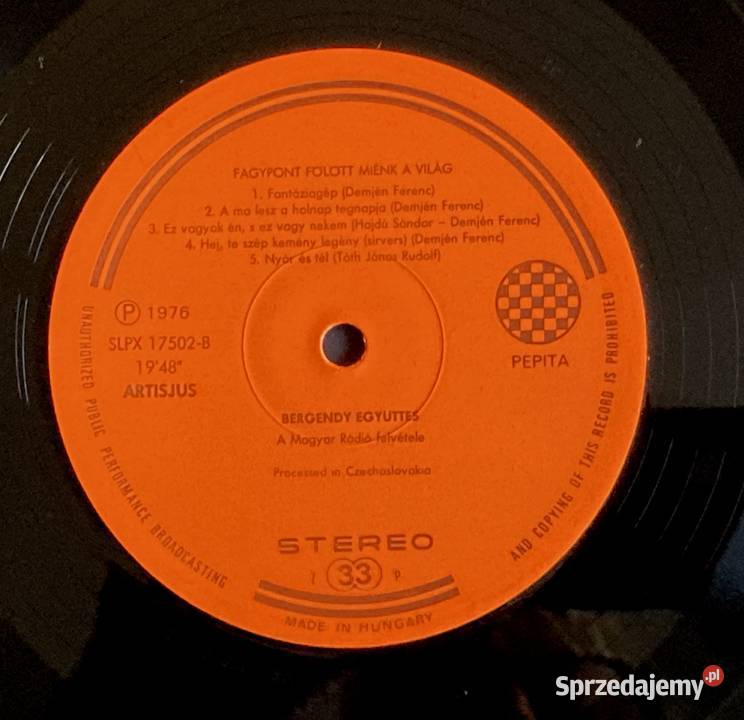 FAGYPONT FÖLÖTT MIÉNK A VILÁG
1. Fantáziagép (Demjén Ferenc)
2. A ma lesz a holnap tegnapja (Demjén Ferenc)
3. Ez vagyok én, s ez vagy nekem (Hajdú Sándor – Demjén Ferenc)
4. Hej, te szép kemény legény (sirvers) (Demjén Ferenc)
5. Nyár és tél (Tóth János Rudolf)
Ⓟ 1976
SLPX 17502-B
19'48"
ARTISJUS
PEPITA
BERGENDY EGYÜTTES
A Magyar Rádió felvétele
Processed in Czechoslovakia
STEREO
33
P
MADE IN HUNGARY
UNAUTHORIZED PUBLIC PERFORMANCE BROADCASTING
AND COPYING OF THIS RECORD IS PROHIBITED
Sprzedajemy.pl